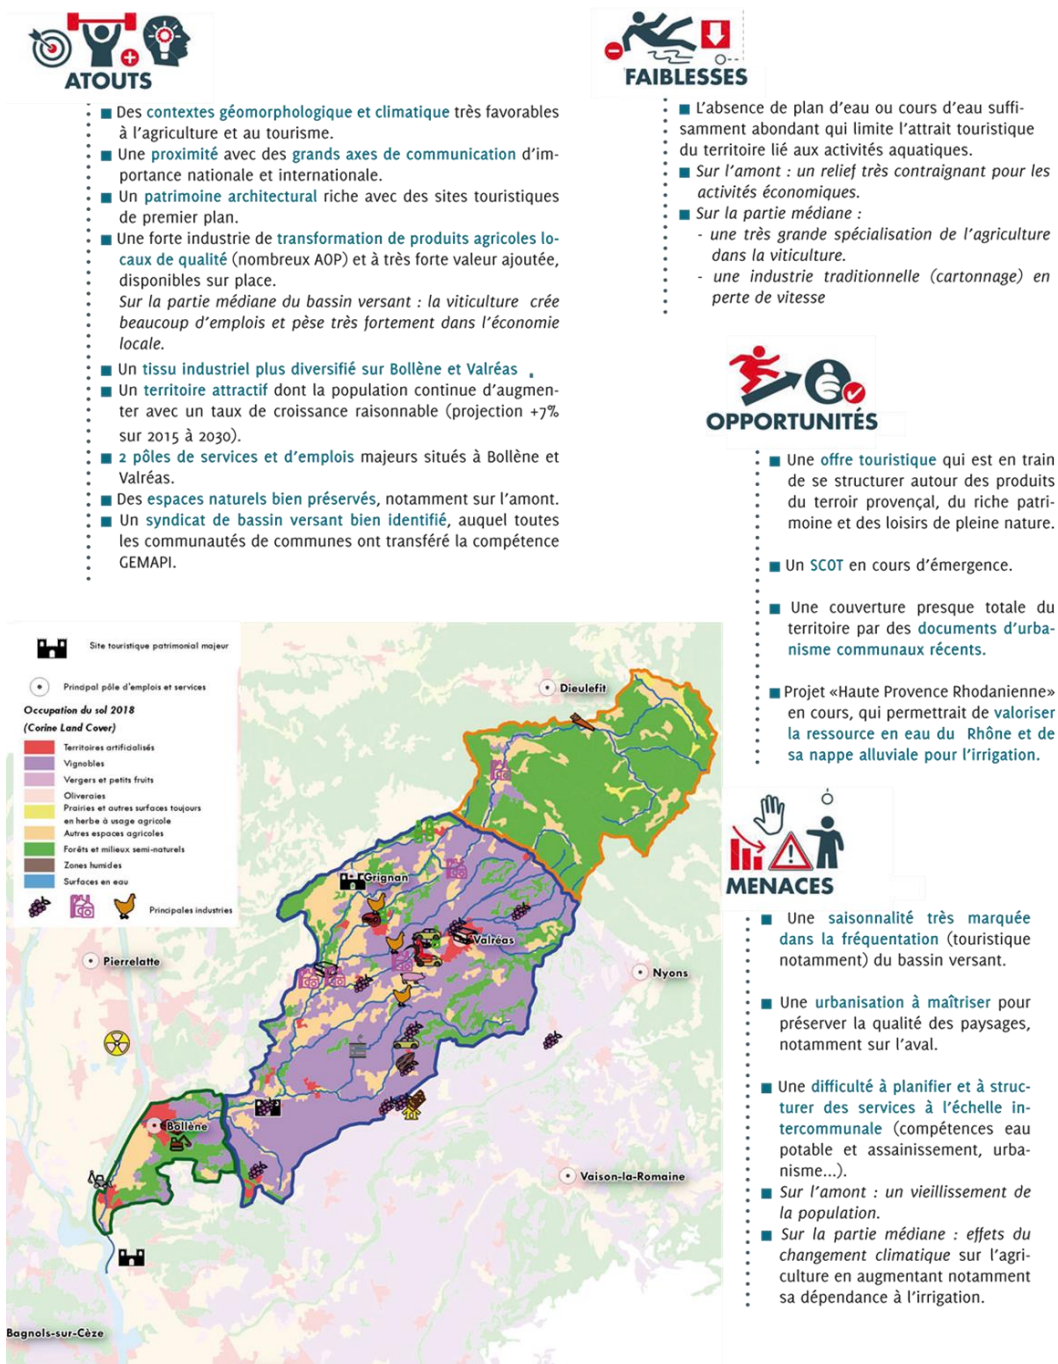 ATOUTS
Des contextes géomorphologique et climatique très favorables
à l'agriculture et au tourisme.
Une proximité avec des grands axes de communication d'im-
portance nationale et internationale.
Un patrimoine architectural riche avec des sites touristiques
de premier plan.
Une forte industrie de transformation de produits agricoles lo-
caux de qualité (nombreux AOP) et à très forte valeur ajoutée,
disponibles sur place.
Sur la partie médiane du bassin versant : la viticulture crée
beaucoup d'emplois et pèse très fortement dans l'économie
locale.
Un tissu industriel plus diversifié sur Bollène et Valréas .
Un territoire attractif dont la population continue d'augmen-
ter avec un taux de croissance raisonnable (projection +7%
sur 2015 à 2030).
2 pôles de services et d'emplois majeurs situés à Bollène et
Valréas.
Des espaces naturels bien préservés, notamment sur l'amont.
Un syndicat de bassin versant bien identifié, auquel toutes
les communautés de communes ont transféré la compétence
GEMAPI.
FAIBLESSES
L'absence de plan d'eau ou cours d'eau suffi-
samment abondant qui limite l'attrait touristique
du territoire lié aux activités aquatiques.
Sur l'amont : un relief très contraignant pour les
activités économiques.
Sur la partie médiane :
- une très grande spécialisation de l'agriculture
dans la viticulture.
- une industrie traditionnelle (cartonnage) en
perte de vitesse
OPPORTUNITÉS
Une offre touristique qui est en train
de se structurer autour des produits
du terroir provençal, du riche patri-
moine et des loisirs de pleine nature.
Un SCOT en cours d'émergence.
Une couverture presque totale du
territoire par des documents d'urba-
nisme communaux récents.
Projet «Haute Provence Rhodanienne»
en cours, qui permettrait de valoriser
la ressource en eau du Rhône et de
sa nappe alluviale pour l'irrigation.
MENACES
Une saisonnalité très marquée
dans la fréquentation (touristique
notamment) du bassin versant.
Une urbanisation à maîtriser pour
préserver la qualité des paysages,
notamment sur l'aval.
Une difficulté à planifier et à struc-
turer des services à l'échelle in-
tercommunale (compétences eau
potable et assainissement, urba-
nisme...).
Sur l'amont : un vieillissement de
la population.
Sur la partie médiane : effets du
changement climatique sur l'agri-
culture en augmentant notamment
sa dépendance à l'irrigation.
Site touristique patrimonial majeur
Principal pôle d'emplois et services
Occupation du sol 2018
(Corine Land Cover)
Territoires artificialisés
Vignobles
Vergers et petits fruits
Oliveraies
Prairies et autres surfaces toujours
en herbe à usage agricole
Autres espaces agricoles
Forêts et milieux semi-naturels
Zones humides
Surfaces en eau
Principales industries
Dieulefit
Grignan
Valréas
Pierrelatte
Nyons
Bollène
Vaison-la-Romaine
Bagnols-sur-Cèze